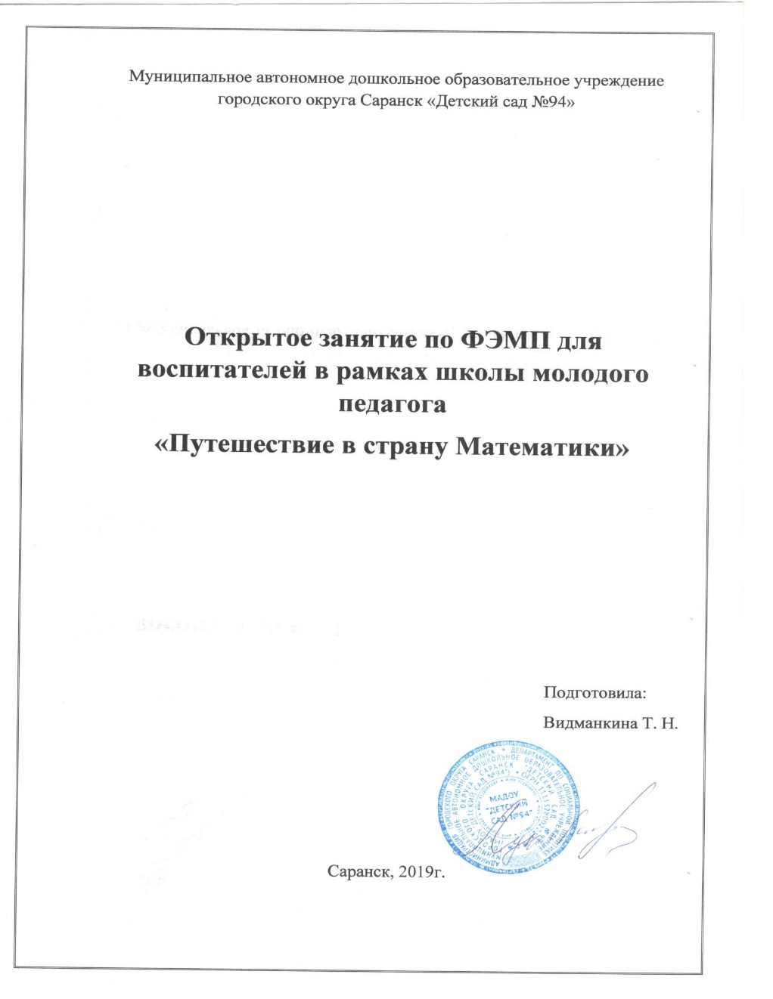 Муниципальное автономное дошкольное образовательное учреждение
городского округа Саранск «Детский сад №94»
Открытое занятие по ФЭМП для
воспитателей в рамках школы молодого
педагога
«Путешествие в страну Математики»
Подготовила:
Видманкина Т. Н.
МАДОУ
"ДЕТСКИЙ
САД №94"
Саранск, 2019г.